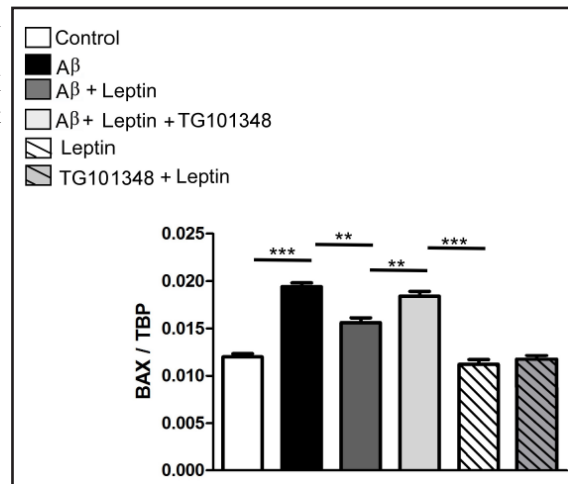 Control
Aβ
Aβ + Leptin
Aβ + Leptin + TG101348
Leptin
TG101348 + Leptin
*** ** ** ***
BAX / TBP
0.025
0.020
0.015
0.010
0.005
0.000